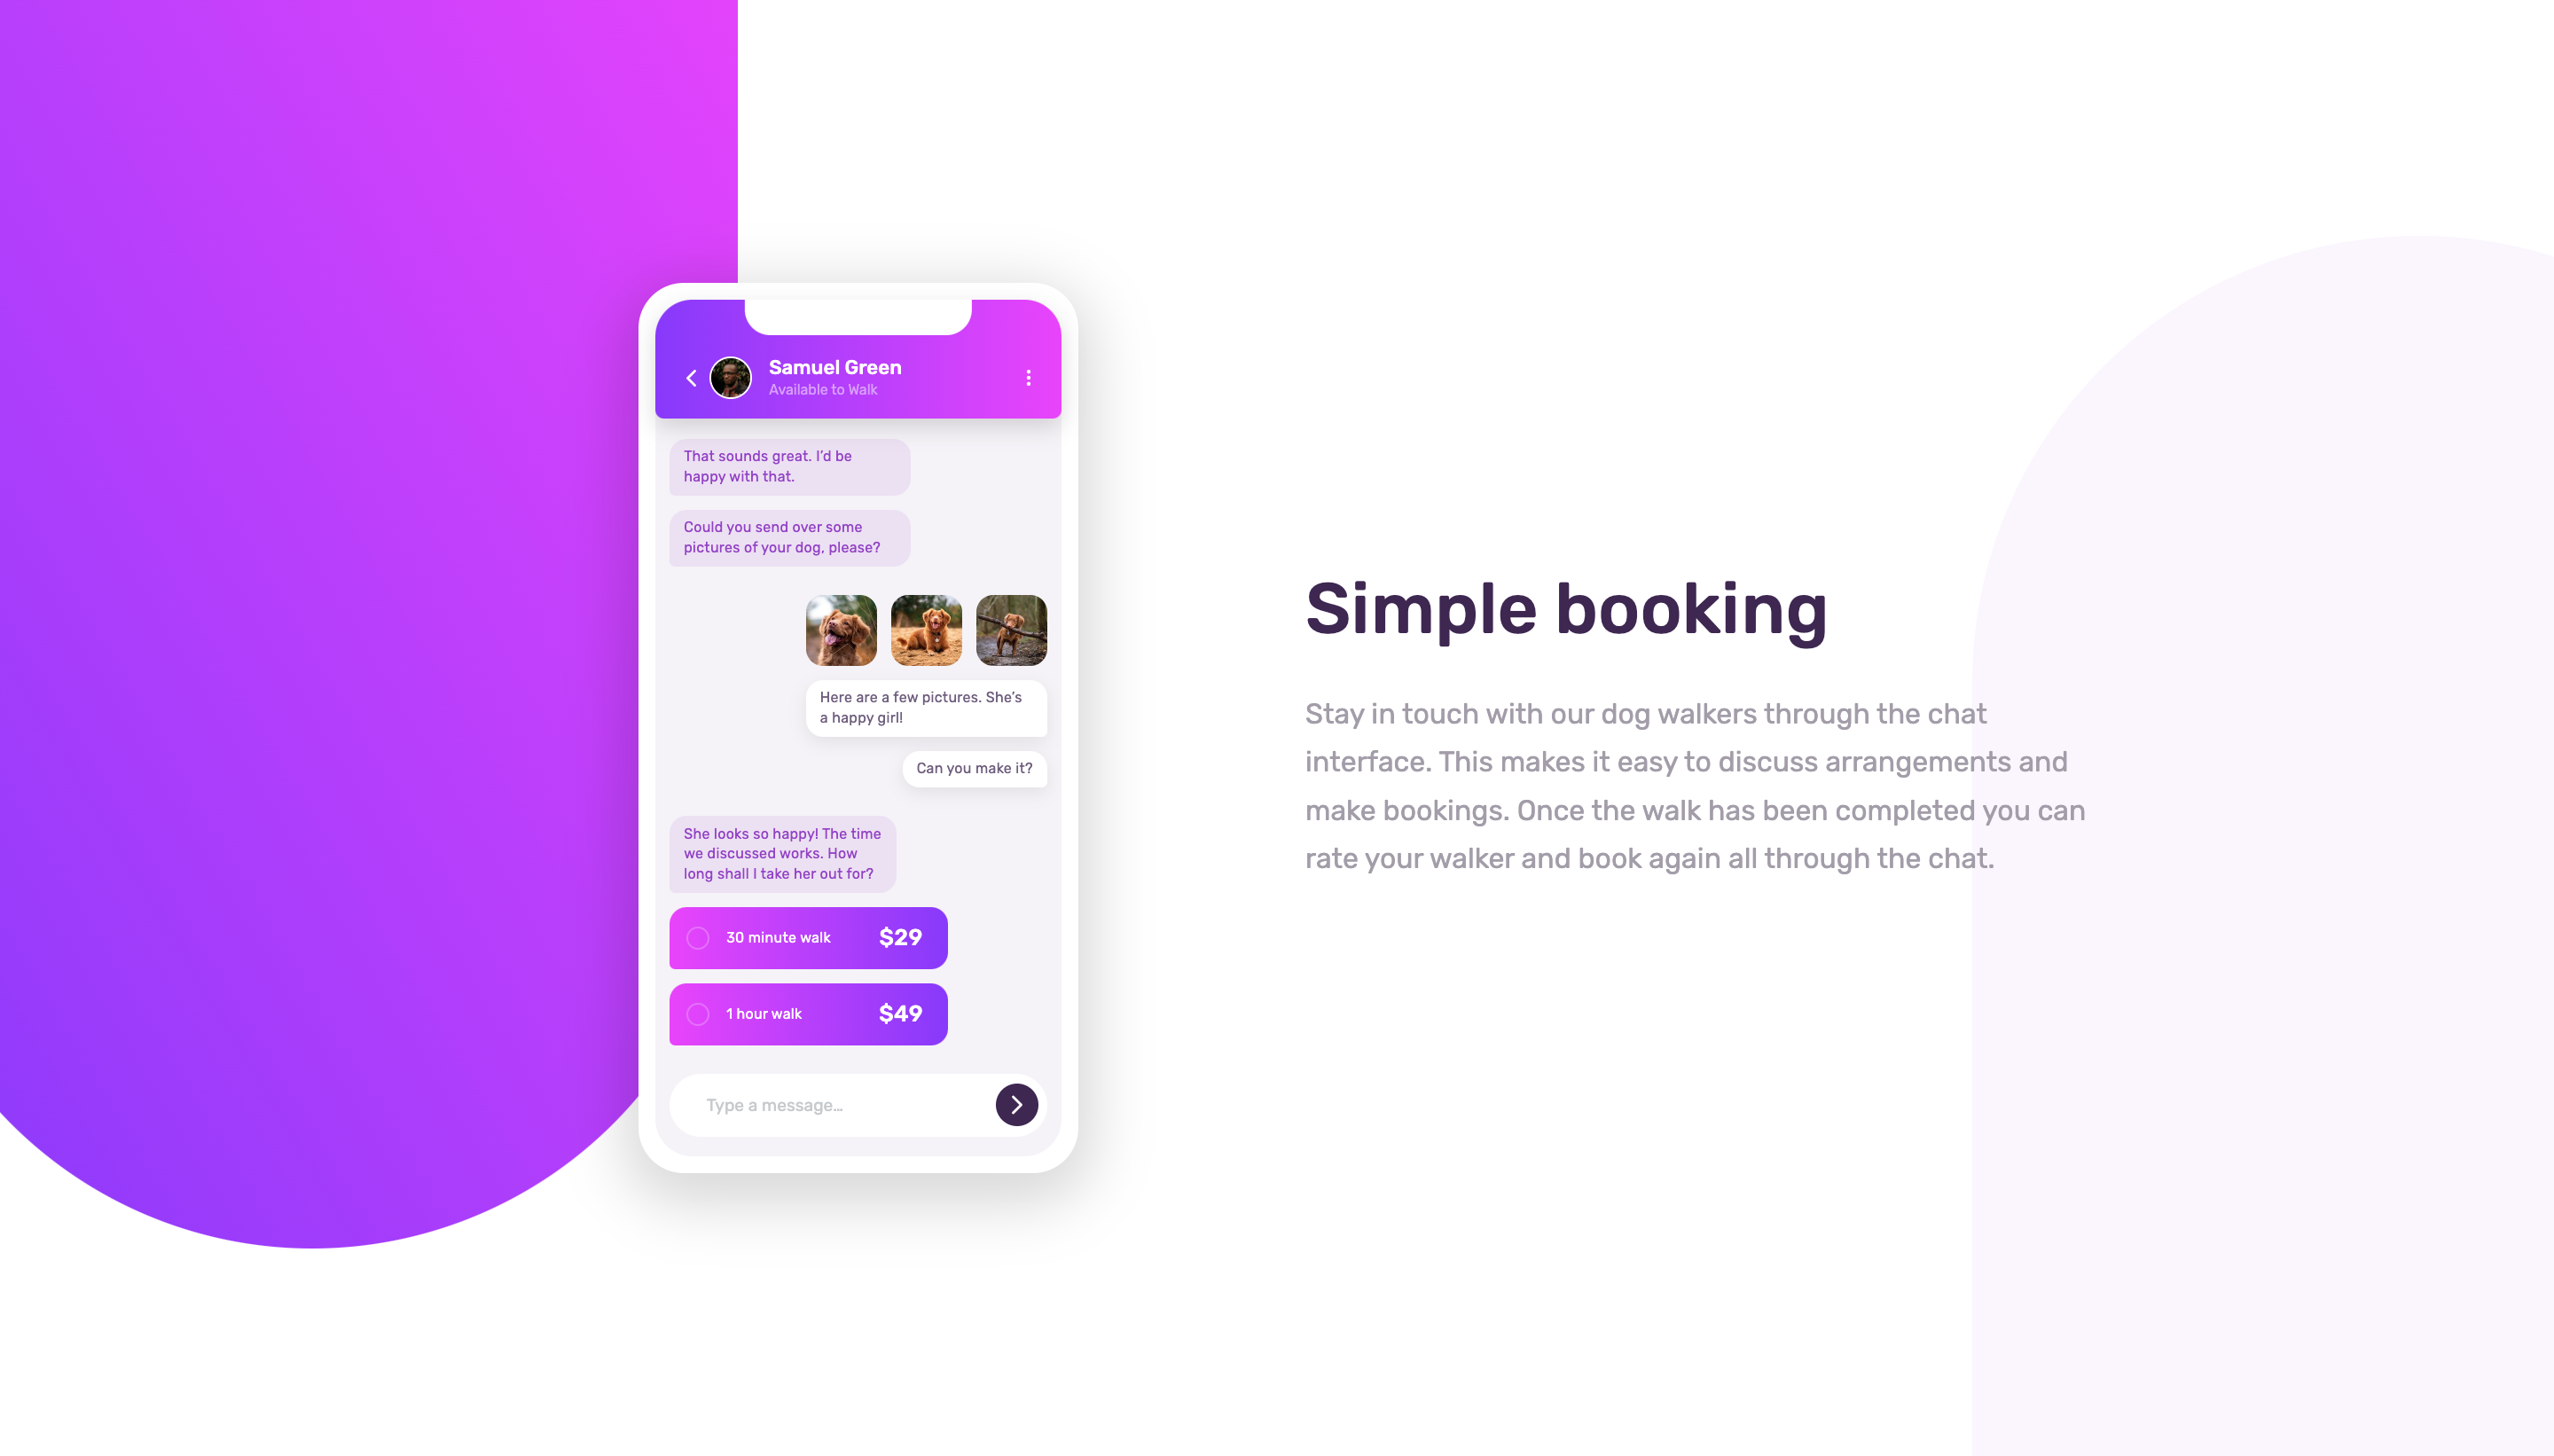 Samuel Green
Available to Walk
That sounds great. I’d be
happy with that.
Could you send over some
pictures of your dog, please?
Here are a few pictures. She’s
a happy girl!
Can you make it?
She looks so happy! The time
we discussed works. How
long shall I take her out for?
30 minute walk $29
1 hour walk $49
Type a message…
Simple booking
Stay in touch with our dog walkers through the chat
interface. This makes it easy to discuss arrangements and
make bookings. Once the walk has been completed you can
rate your walker and book again all through the chat.